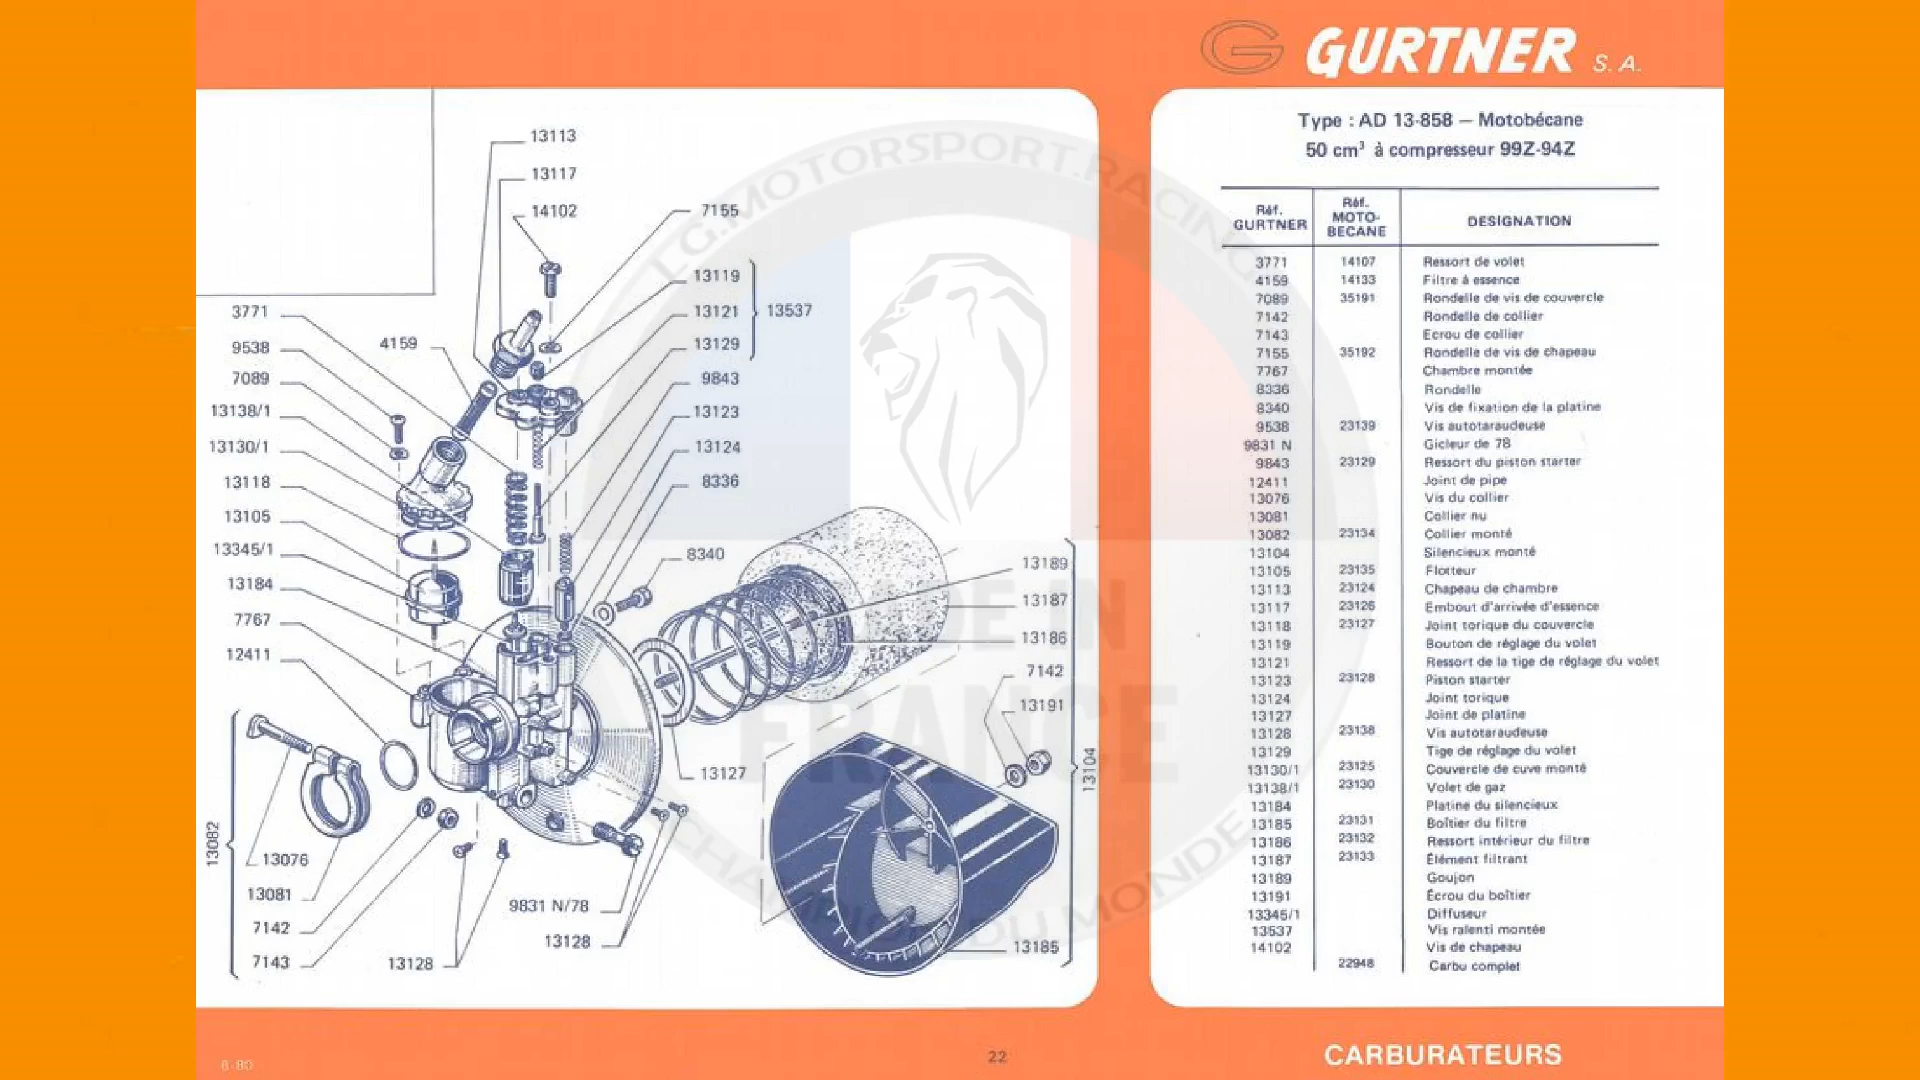 GURTNER S. A.
13113
13117
14102
7155
13119
13121
13537
13129
9843
13123
13124
8336
3771
9538
4159
7089
13138/1
13130/1
13118
13105
13345/1
13184
7767
12411
8340
13189
13187
13186
7142
13191
13104
13127
13082
13076
13081
7142
7143
9831 N/78
13128
13128
13185
Type : AD 13-858 — Motobécane
50 cm³ à compresseur 99Z-94Z
Réf. GURTNER Réf. MOTO-BECANE DESIGNATION
3771 14107 Ressort de volet
4159 14133 Filtre à essence
7089 35191 Rondelle de vis de couvercle
7142 Rondelle de collier
7143 Ecrou de collier
7155 35192 Rondelle de vis de chapeau
7767 Chambre montée
8336 Rondelle
8340 Vis de fixation de la platine
9538 23139 Vis autotaraudeuse
9831 N Gicleur de 78
9843 23129 Ressort du piston starter
12411 Joint de pipe
13076 Vis du collier
13081 Collier nu
13082 23134 Collier monté
13104 Silencieux monté
13105 23135 Flotteur
13113 23124 Chapeau de chambre
13117 23126 Embout d'arrivée d'essence
13118 23127 Joint torique du couvercle
13119 Bouton de réglage du volet
13121 Ressort de la tige de réglage du volet
13123 23128 Piston starter
13124 Joint torique
13127 Joint de platine
13128 23138 Vis autotaraudeuse
13129 Tige de réglage du volet
13130/1 23125 Couvercle de cuve monté
13138/1 23130 Volet de gaz
13184 Platine du silencieux
13185 23131 Boîtier du filtre
13186 23132 Ressort intérieur du filtre
13187 23133 Élément filtrant
13189 Goujon
13191 Écrou du boîtier
13345/1 Diffuseur
13537 Vis ralenti montée
14102 Vis de chapeau
22948 Carbu complet
I.G.MOTORSPORT.RACING
MADE IN
FRANCE
CHAMPION DU MONDE
6-80
22
CARBURATEURS